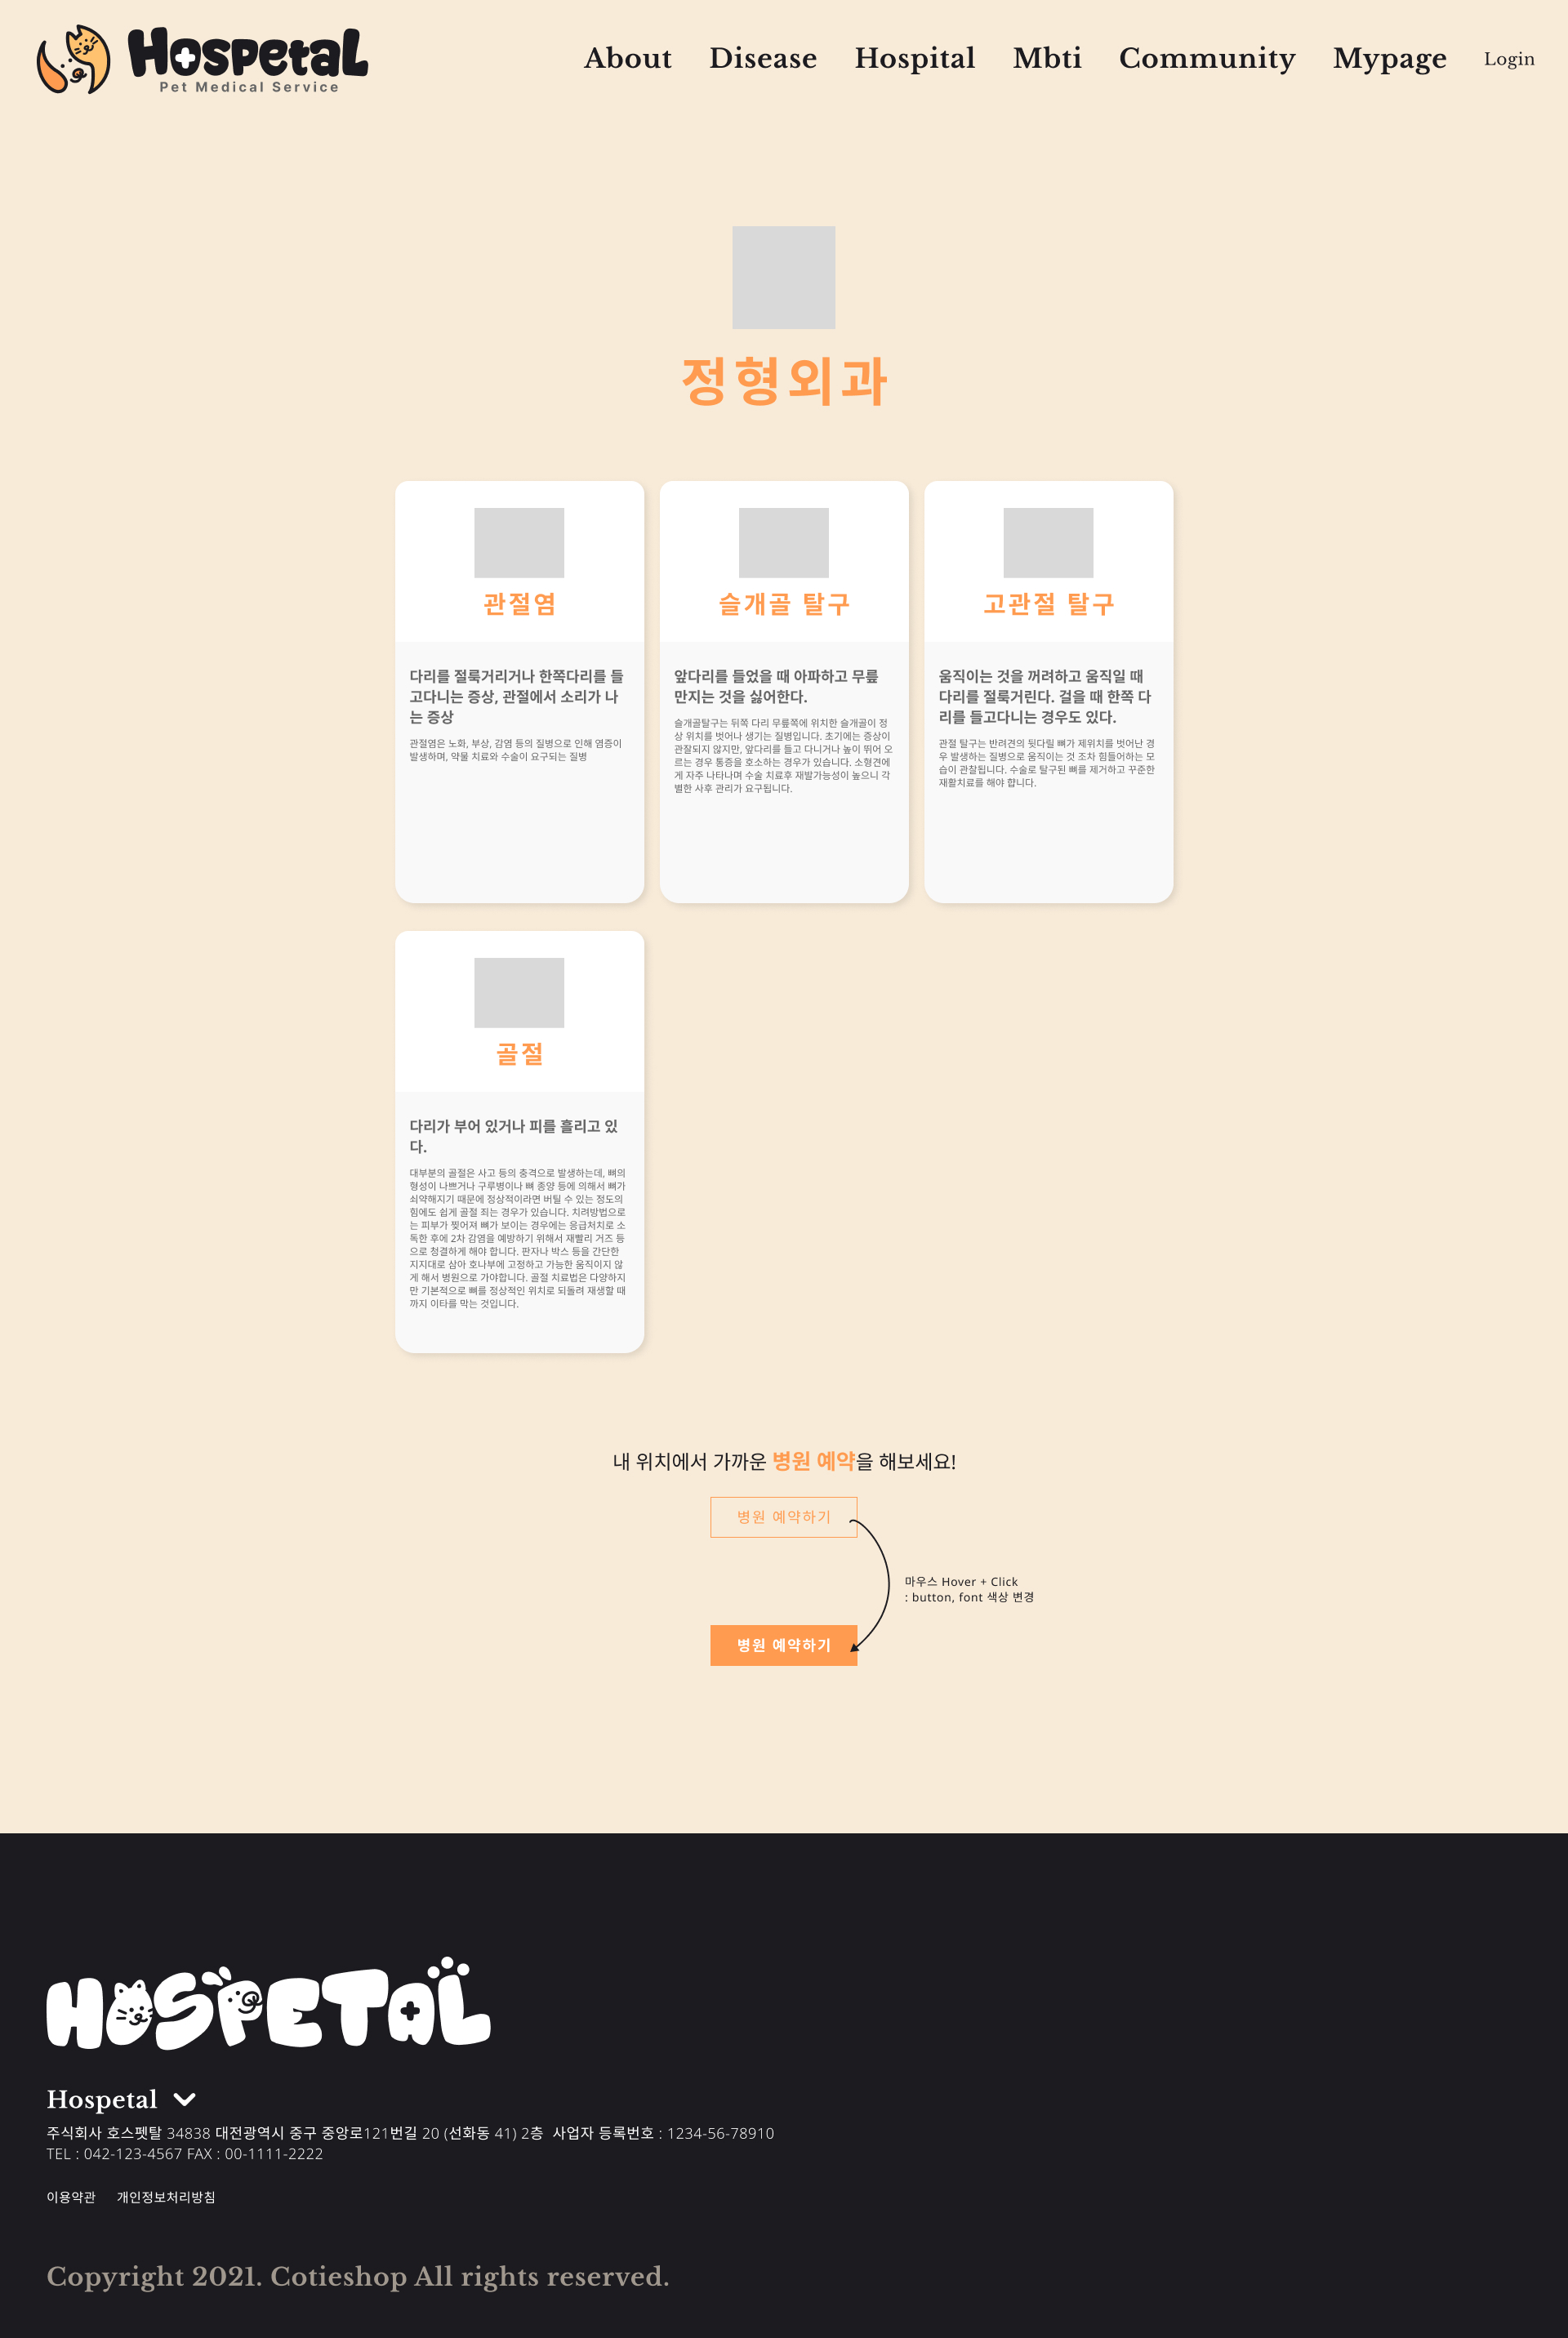 Hospetal
Pet Medical Service
About Disease Hospital Mbti Community Mypage Login
정형외과
관절염
다리를 절룩거리거나 한쪽다리를 들
고다니는 증상, 관절에서 소리가 나
는 증상
관절염은 노화, 부상, 감염 등의 질병으로 인해 염증이
발생하며, 약물 치료와 수술이 요구되는 질병
슬개골 탈구
앞다리를 들었을 때 아파하고 무릎
만지는 것을 싫어한다.
슬개골탈구는 뒤쪽 다리 무릎쪽에 위치한 슬개골이 정
상 위치를 벗어나 생기는 질병입니다. 초기에는 증상이
관찰되지 않지만, 앞다리를 들고 다니거나 높이 뛰어 오
르는 경우 통증을 호소하는 경우가 있습니다. 소형견에
게 자주 나타나며 수술 치료후 재발가능성이 높으니 각
별한 사후 관리가 요구됩니다.
고관절 탈구
움직이는 것을 꺼려하고 움직일 때
다리를 절룩거린다. 걸을 때 한쪽 다
리를 들고다니는 경우도 있다.
관절 탈구는 반려견의 뒷다릴 뼈가 제위치를 벗어난 경
우 발생하는 질병으로 움직이는 것 조차 힘들어하는 모
습이 관찰됩니다. 수술로 탈구된 뼈를 제거하고 꾸준한
재활치료를 해야 합니다.
골절
다리가 부어 있거나 피를 흘리고 있
다.
대부분의 골절은 사고 등의 충격으로 발생하는데, 뼈의
형성이 나쁘거나 구루병이나 뼈 종양 등에 의해서 뼈가
쇠약해지기 때문에 정상적이라면 버틸 수 있는 정도의
힘에도 쉽게 골절 죄는 경우가 있습니다. 치려방법으로
는 피부가 찢어져 뼈가 보이는 경우에는 응급처치로 소
독한 후에 2차 감염을 예방하기 위해서 재빨리 거즈 등
으로 청결하게 해야 합니다. 판자나 박스 등을 간단한
지지대로 삼아 호나부에 고정하고 가능한 움직이지 않
게 해서 병원으로 가야합니다. 골절 치료법은 다양하지
만 기본적으로 뼈를 정상적인 위치로 되돌려 재생할 때
까지 이타를 막는 것입니다.
내 위치에서 가까운 병원 예약을 해보세요!
병원 예약하기
마우스 Hover + Click
: button, font 색상 변경
병원 예약하기
HOSPETAL
Hospetal
주식회사 호스펫탈 34838 대전광역시 중구 중앙로121번길 20 (선화동 41) 2층 사업자 등록번호 : 1234-56-78910
TEL : 042-123-4567 FAX : 00-1111-2222
이용약관 개인정보처리방침
Copyright 2021. Cotieshop All rights reserved.